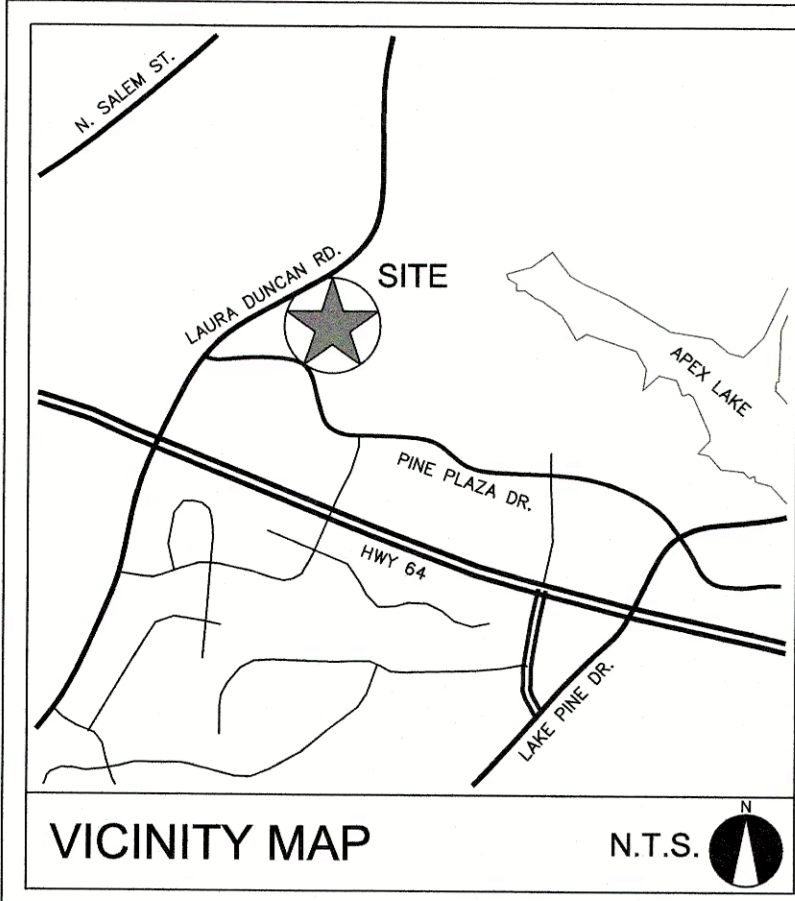 N. SALEM ST.
LAURA DUNCAN RD.
SITE
APEX LAKE
PINE PLAZA DR.
HWY 64
LAKE PINE DR.
VICINITY MAP
N.T.S.
N